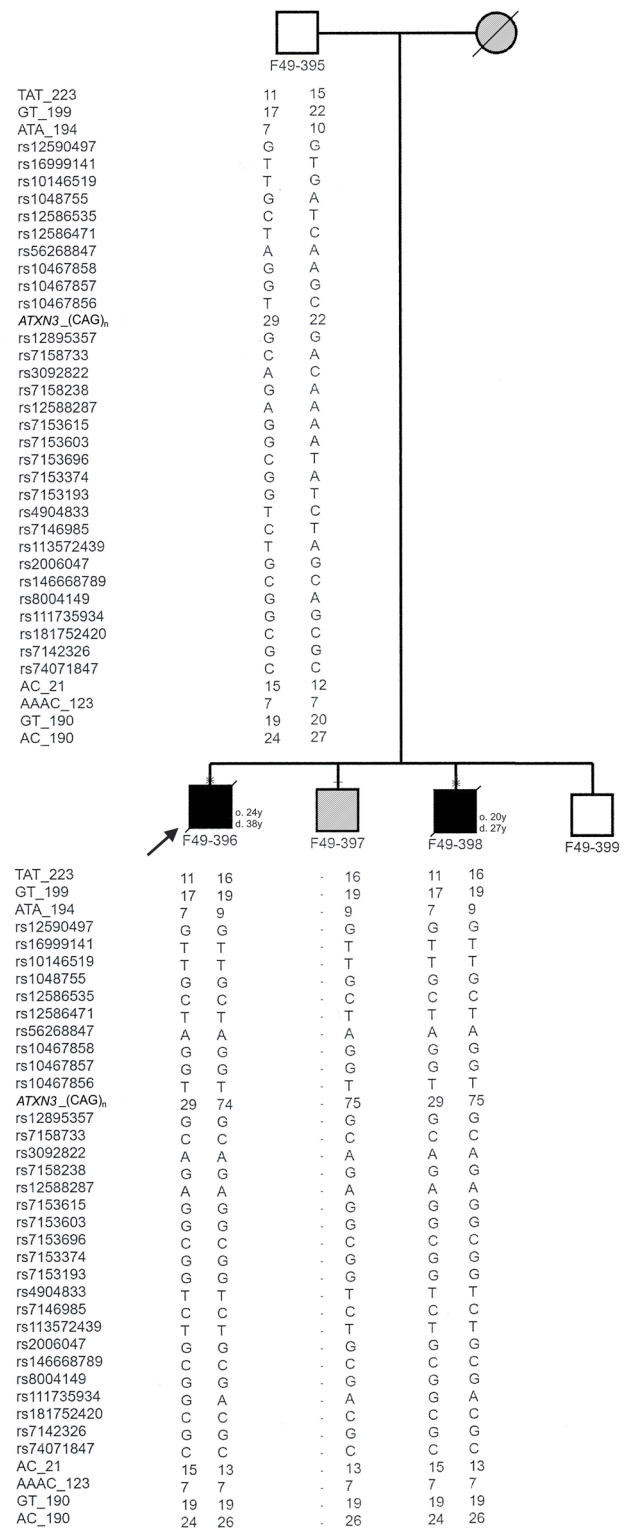 F49-395
TAT_223 11 15
GT_199 17 22
ATA_194 7 10
rs12590497 G G
rs16999141 T T
rs10146519 T G
rs1048755 G A
rs12586535 C T
rs12586471 T C
rs56268847 A A
rs10467858 G A
rs10467857 G G
rs10467856 T C
ATXN3_(CAG)n 29 22
rs12895357 G G
rs7158733 C A
rs3092822 A C
rs7158238 G A
rs12588287 A A
rs7153615 G A
rs7153603 G A
rs7153696 C T
rs7153374 G A
rs7153193 G T
rs4904833 T C
rs7146985 C T
rs113572439 T A
rs2006047 G G
rs146668789 C C
rs8004149 G A
rs111735934 G G
rs181752420 C C
rs7142326 G G
rs74071847 C C
AC_21 15 12
AAAC_123 7 7
GT_190 19 20
AC_190 24 27
o. 24y
d. 38y
o. 20y
d. 27y
F49-396 F49-397 F49-398 F49-399
TAT_223 11 16 - 16 11 16
GT_199 17 19 - 19 17 19
ATA_194 7 9 - 9 7 9
rs12590497 G G - G G G
rs16999141 T T - T T T
rs10146519 T T - T T T
rs1048755 G G - G G G
rs12586535 C C - C C C
rs12586471 T T - T T T
rs56268847 A A - A A A
rs10467858 G G - G G G
rs10467857 G G - G G G
rs10467856 T T - T T T
ATXN3_(CAG)n 29 74 - 75 29 75
rs12895357 G G - G G G
rs7158733 C C - C C C
rs3092822 A A - A A A
rs7158238 G G - G G G
rs12588287 A A - A A A
rs7153615 G G - G G G
rs7153603 G G - G G G
rs7153696 C C - C C C
rs7153374 G G - G G G
rs7153193 G G - G G G
rs4904833 T T - T T T
rs7146985 C C - C C C
rs113572439 T T - T T T
rs2006047 G G - G G G
rs146668789 C C - C C C
rs8004149 G G - G G G
rs111735934 G A - A G A
rs181752420 C C - C C C
rs7142326 G G - G G G
rs74071847 C C - C C C
AC_21 15 13 - 13 15 13
AAAC_123 7 7 - 7 7 7
GT_190 19 19 - 19 19 19
AC_190 24 26 - 26 24 26